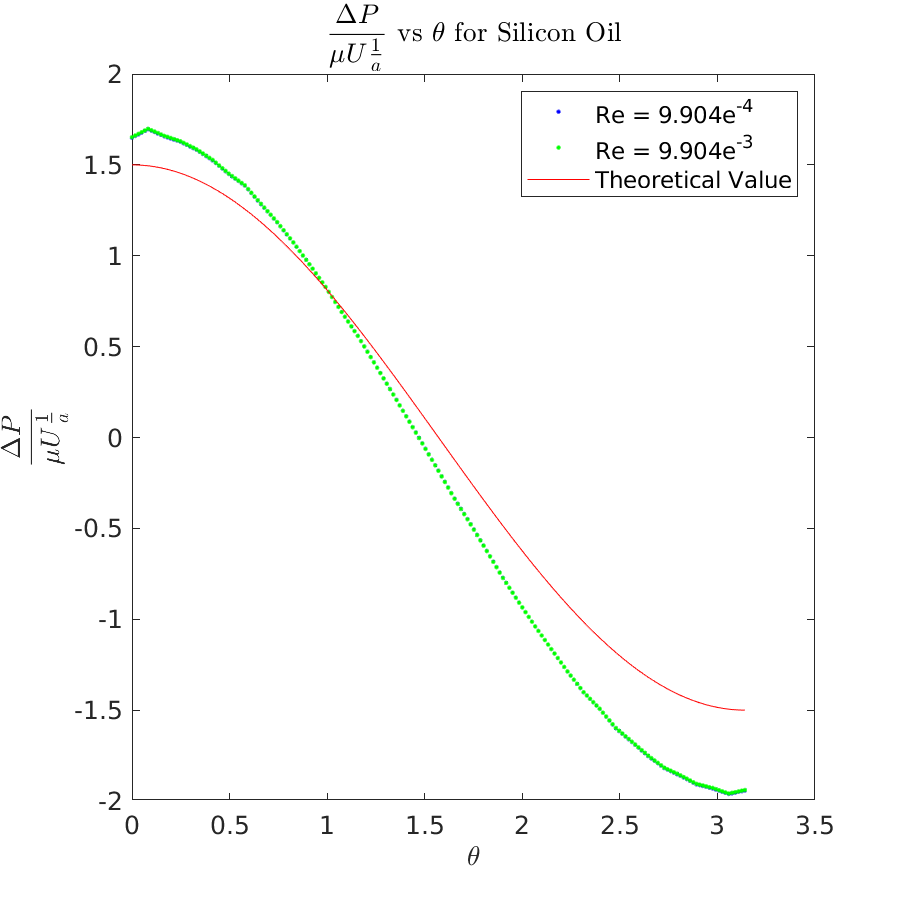 ΔP
μU 1/a
vs θ for Silicon Oil
Re = 9.904e-4
Re = 9.904e-3
Theoretical Value
2
1.5
1
0.5
0
-0.5
-1
-1.5
-2
ΔP
μU 1/a
0 0.5 1 1.5 2 2.5 3 3.5
θ